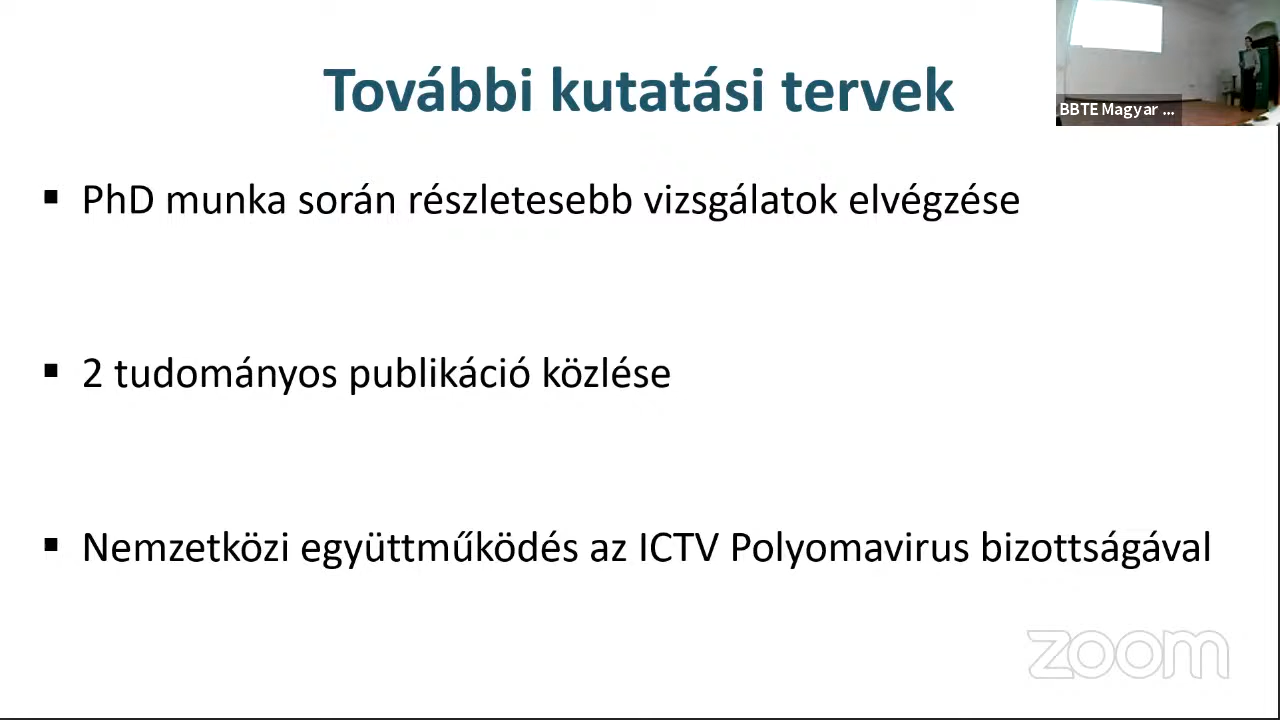 További kutatási tervek
BBTE Magyar ...
▪ PhD munka során részletesebb vizsgálatok elvégzése
▪ 2 tudományos publikáció közlése
▪ Nemzetközi együttműködés az ICTV Polyomavirus bizottságával
zoom